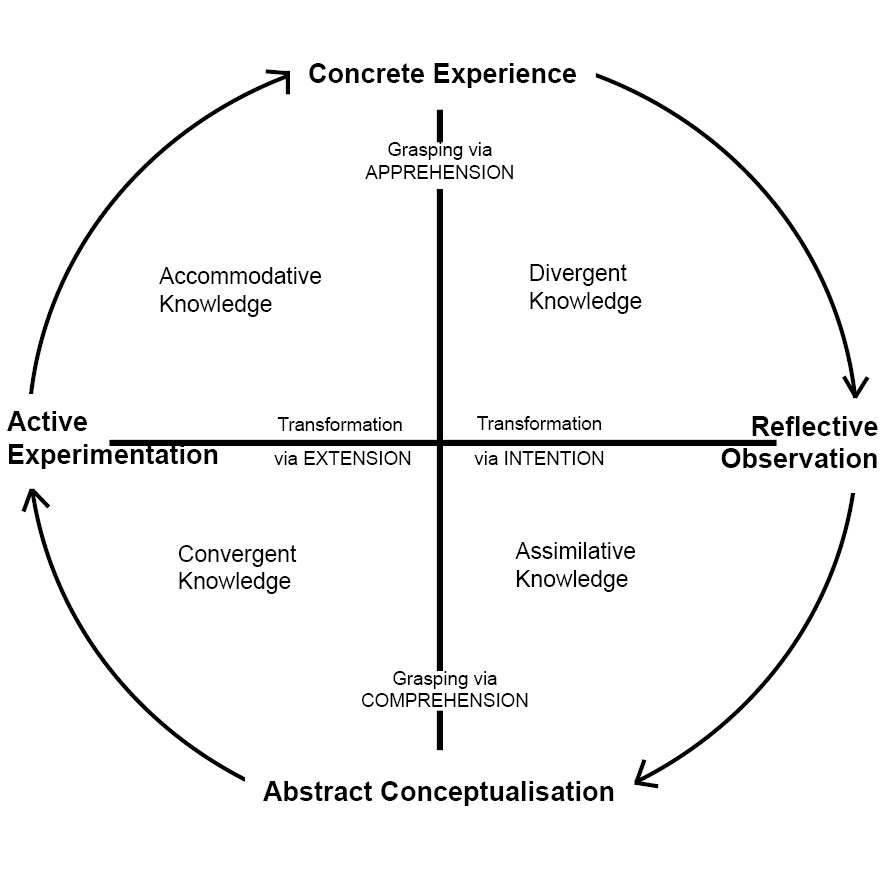 Concrete Experience
Grasping via
APPREHENSION
Accommodative
Knowledge
Divergent
Knowledge
Active
Experimentation
Transformation
via EXTENSION
Transformation
via INTENTION
Reflective
Observation
Convergent
Knowledge
Assimilative
Knowledge
Grasping via
COMPREHENSION
Abstract Conceptualisation